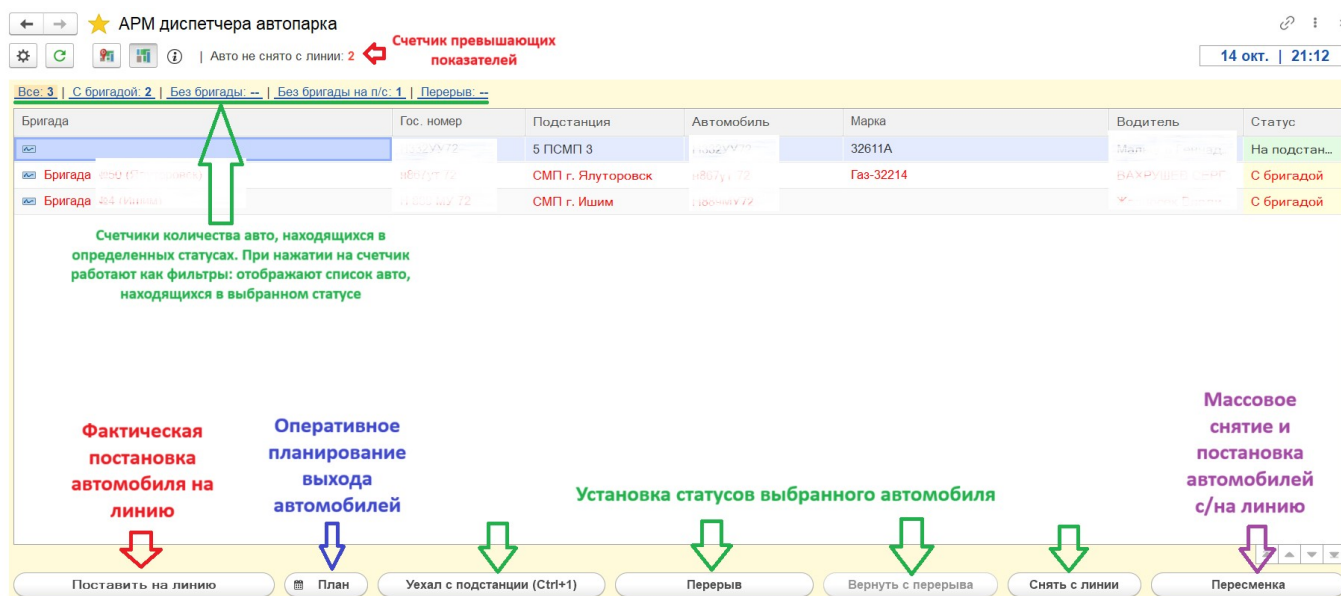 АРМ диспетчера автопарка
| Авто не снято с линии: 2
Счетчик превышающих
показателей
14 окт. | 21:12
Все: 3 | С бригадой: 2 | Без бригады: -- | Без бригады на п/с: 1 | Перерыв: --
Бригада Гос. номер Подстанция Автомобиль Марка Водитель Статус
5 ПСМП 3 32611А На подстан...
Бригада СМП г. Ялуторовск Газ-32214 С бригадой
Бригада СМП г. Ишим С бригадой
Счетчики количества авто, находящихся в
определенных статусах. При нажатии на счетчик
работают как фильтры: отображают список авто,
находящихся в выбранном статусе
Фактическая
постановка
автомобиля на
линию
Оперативное
планирование
выхода
автомобилей
Установка статусов выбранного автомобиля
Массовое
снятие и
постановка
автомобилей
с/на линию
Поставить на линию План Уехал с подстанции (Ctrl+1) Перерыв Вернуть с перерыва Снять с линии Пересменка